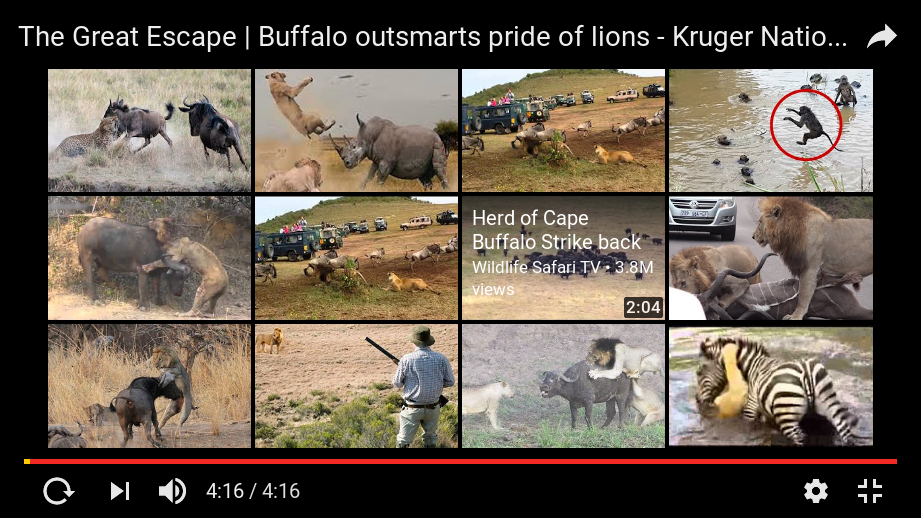 The Great Escape | Buffalo outsmarts pride of lions - Kruger Natio...
Herd of Cape
Buffalo Strike back
Wildlife Safari TV • 3.8M
views
2:04
4:16 / 4:16